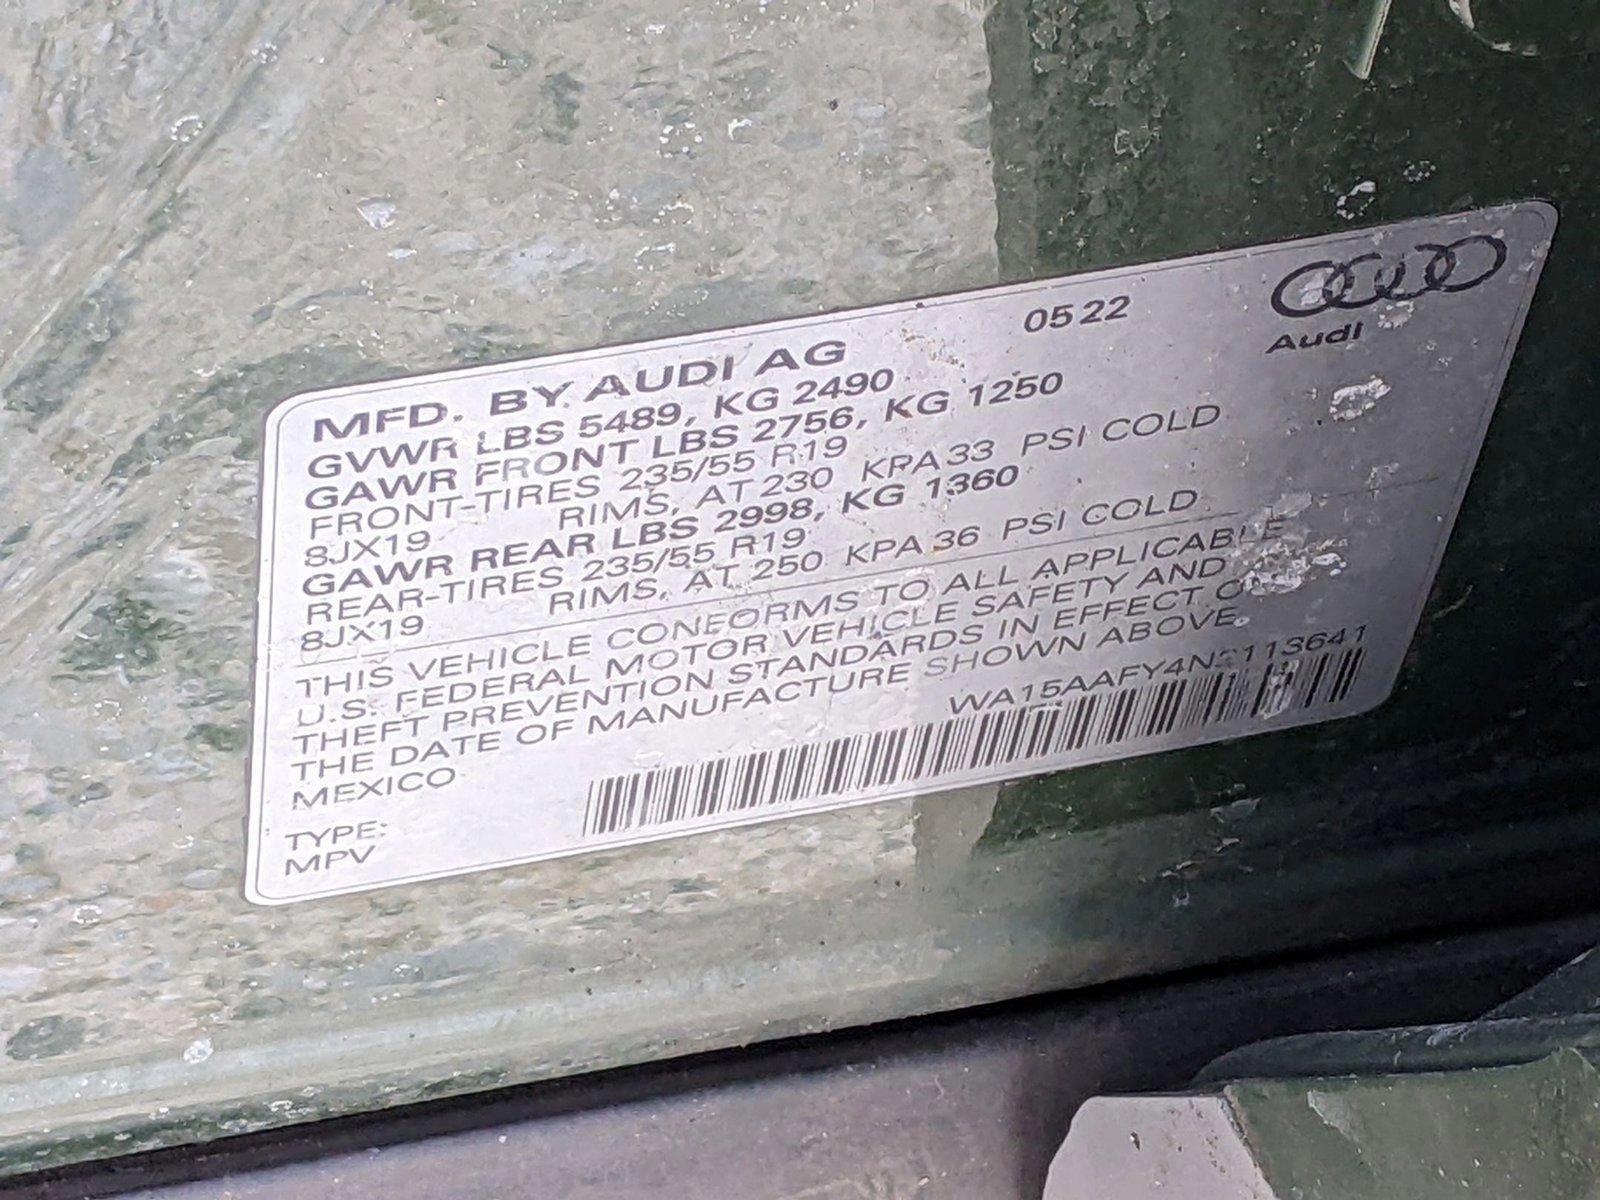 MFD. BY AUDI AG 05 22
Audi
GVWR LBS 5489, KG 2490
GAWR FRONT LBS 2756, KG 1250
FRONT-TIRES 235/55 R19
8JX19 RIMS, AT 230 KPA 33 PSI COLD
GAWR REAR LBS 2998, KG 1360
REAR-TIRES 235/55 R19
8JX19 RIMS, AT 250 KPA 36 PSI COLD
THIS VEHICLE CONFORMS TO ALL APPLICABLE
U.S. FEDERAL MOTOR VEHICLE SAFETY AND
THEFT PREVENTION STANDARDS IN EFFECT
THE DATE OF MANUFACTURE SHOWN ABOVE.
MEXICO
TYPE:
MPV